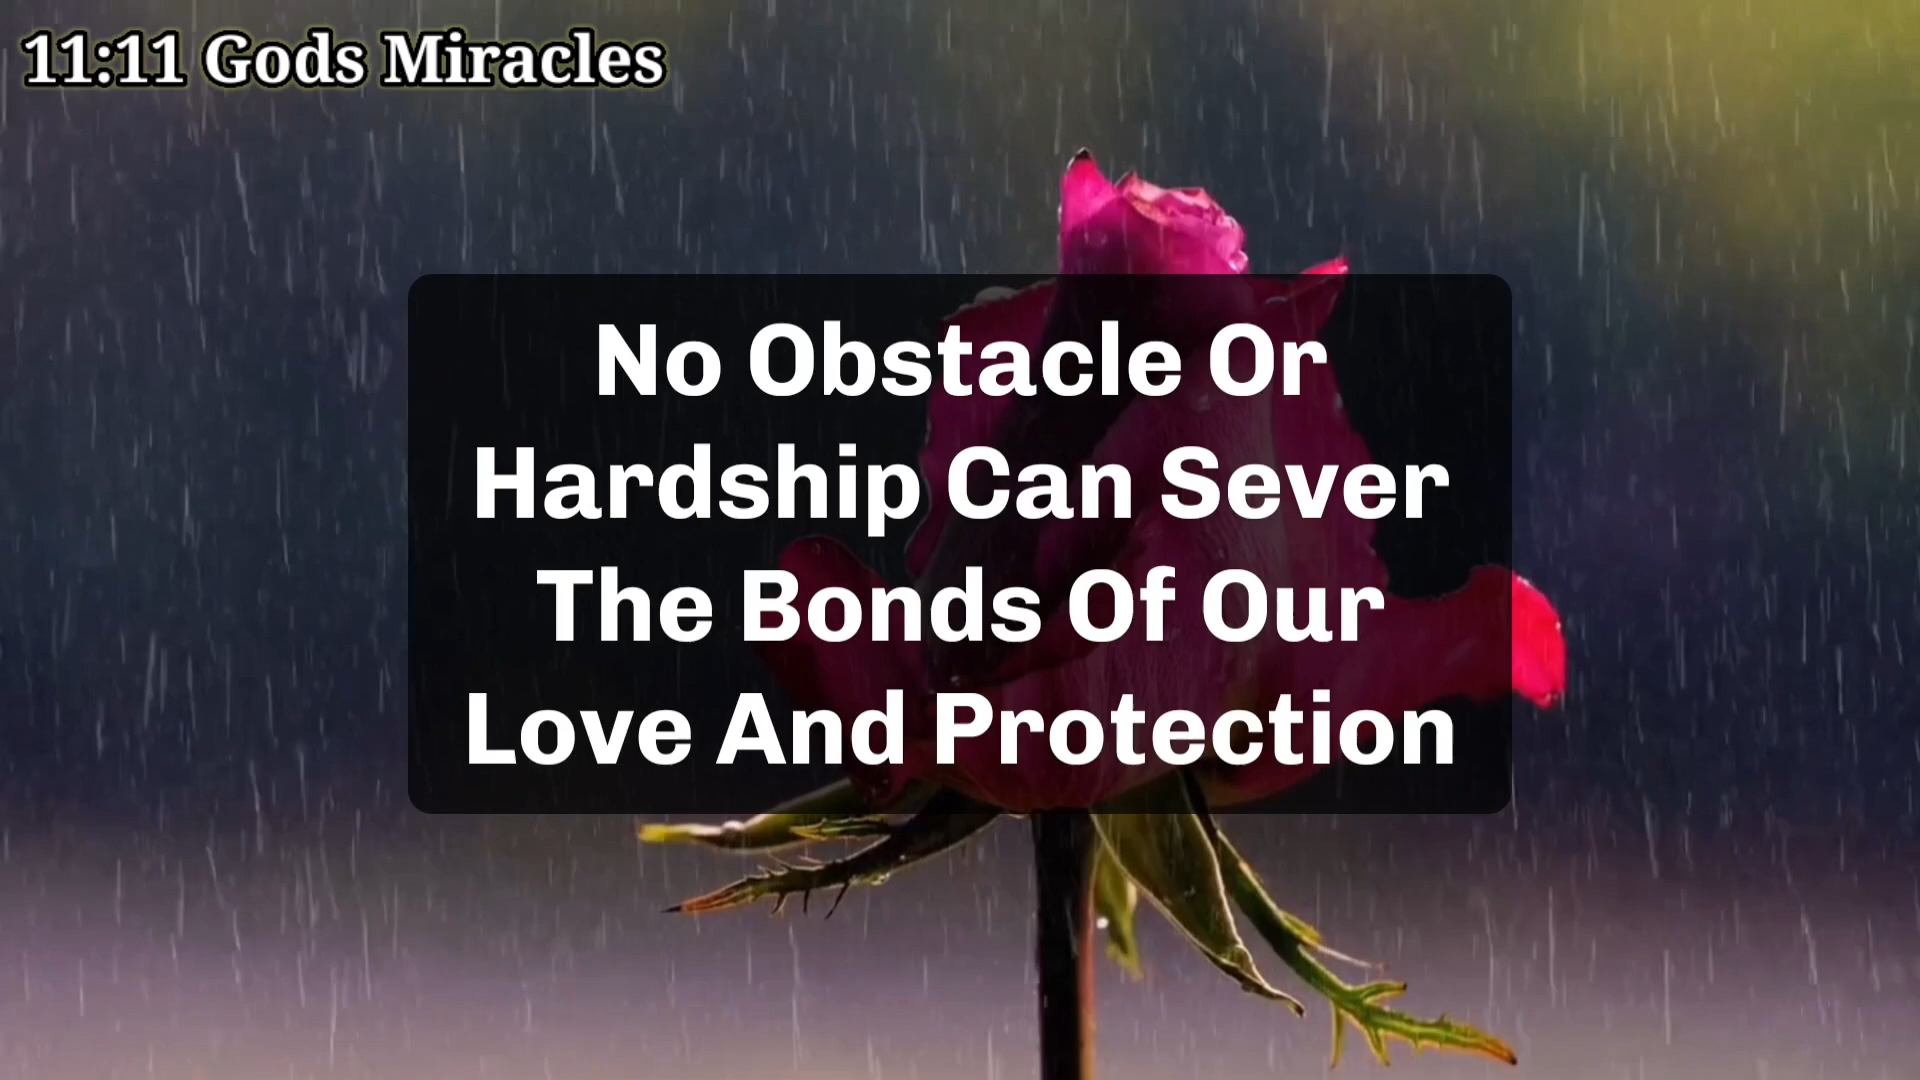 11:11 Gods Miracles
No Obstacle Or
Hardship Can Sever
The Bonds Of Our
Love And Protection